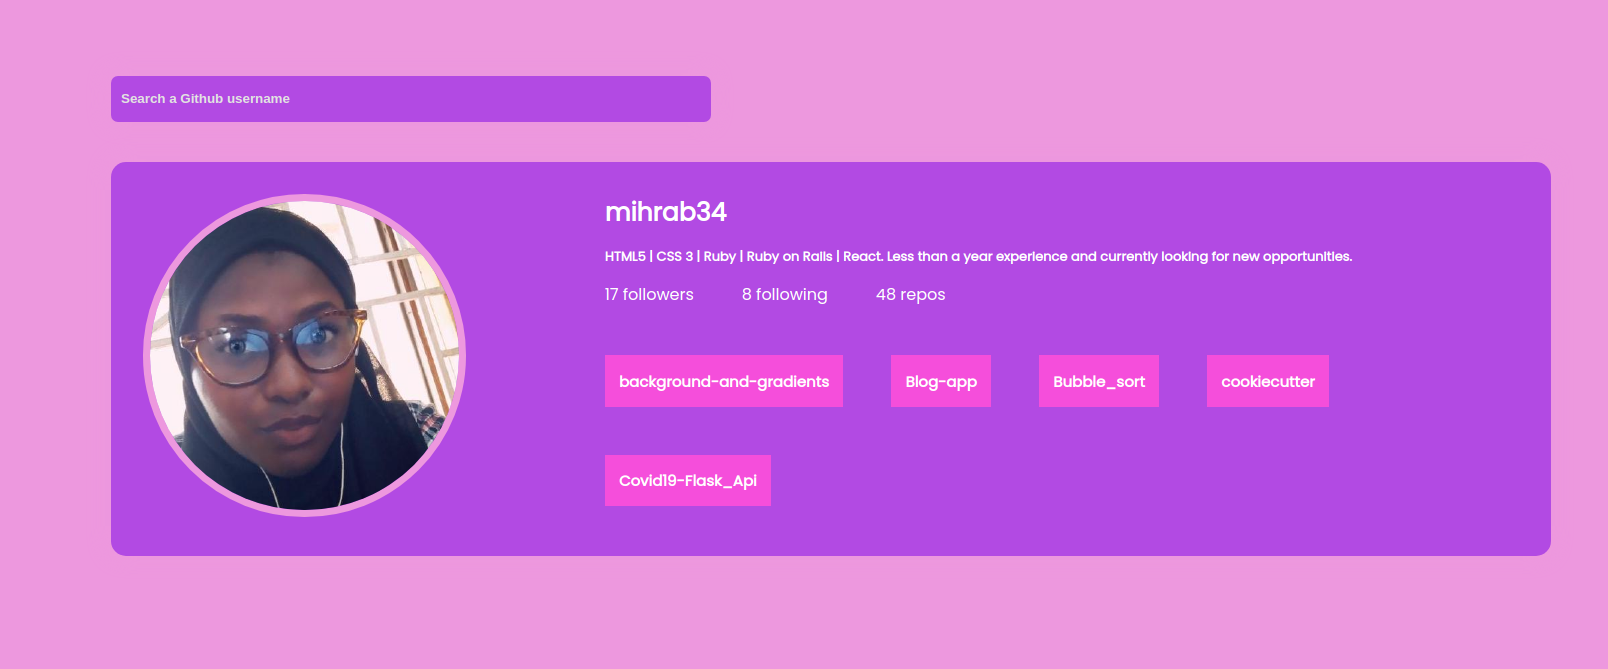 Search a Github username
mihrab34
HTML5 | CSS 3 | Ruby | Ruby on Rails | React. Less than a year experience and currently looking for new opportunities.
17 followers 8 following 48 repos
background-and-gradients Blog-app Bubble_sort cookiecutter
Covid19-Flask_Api